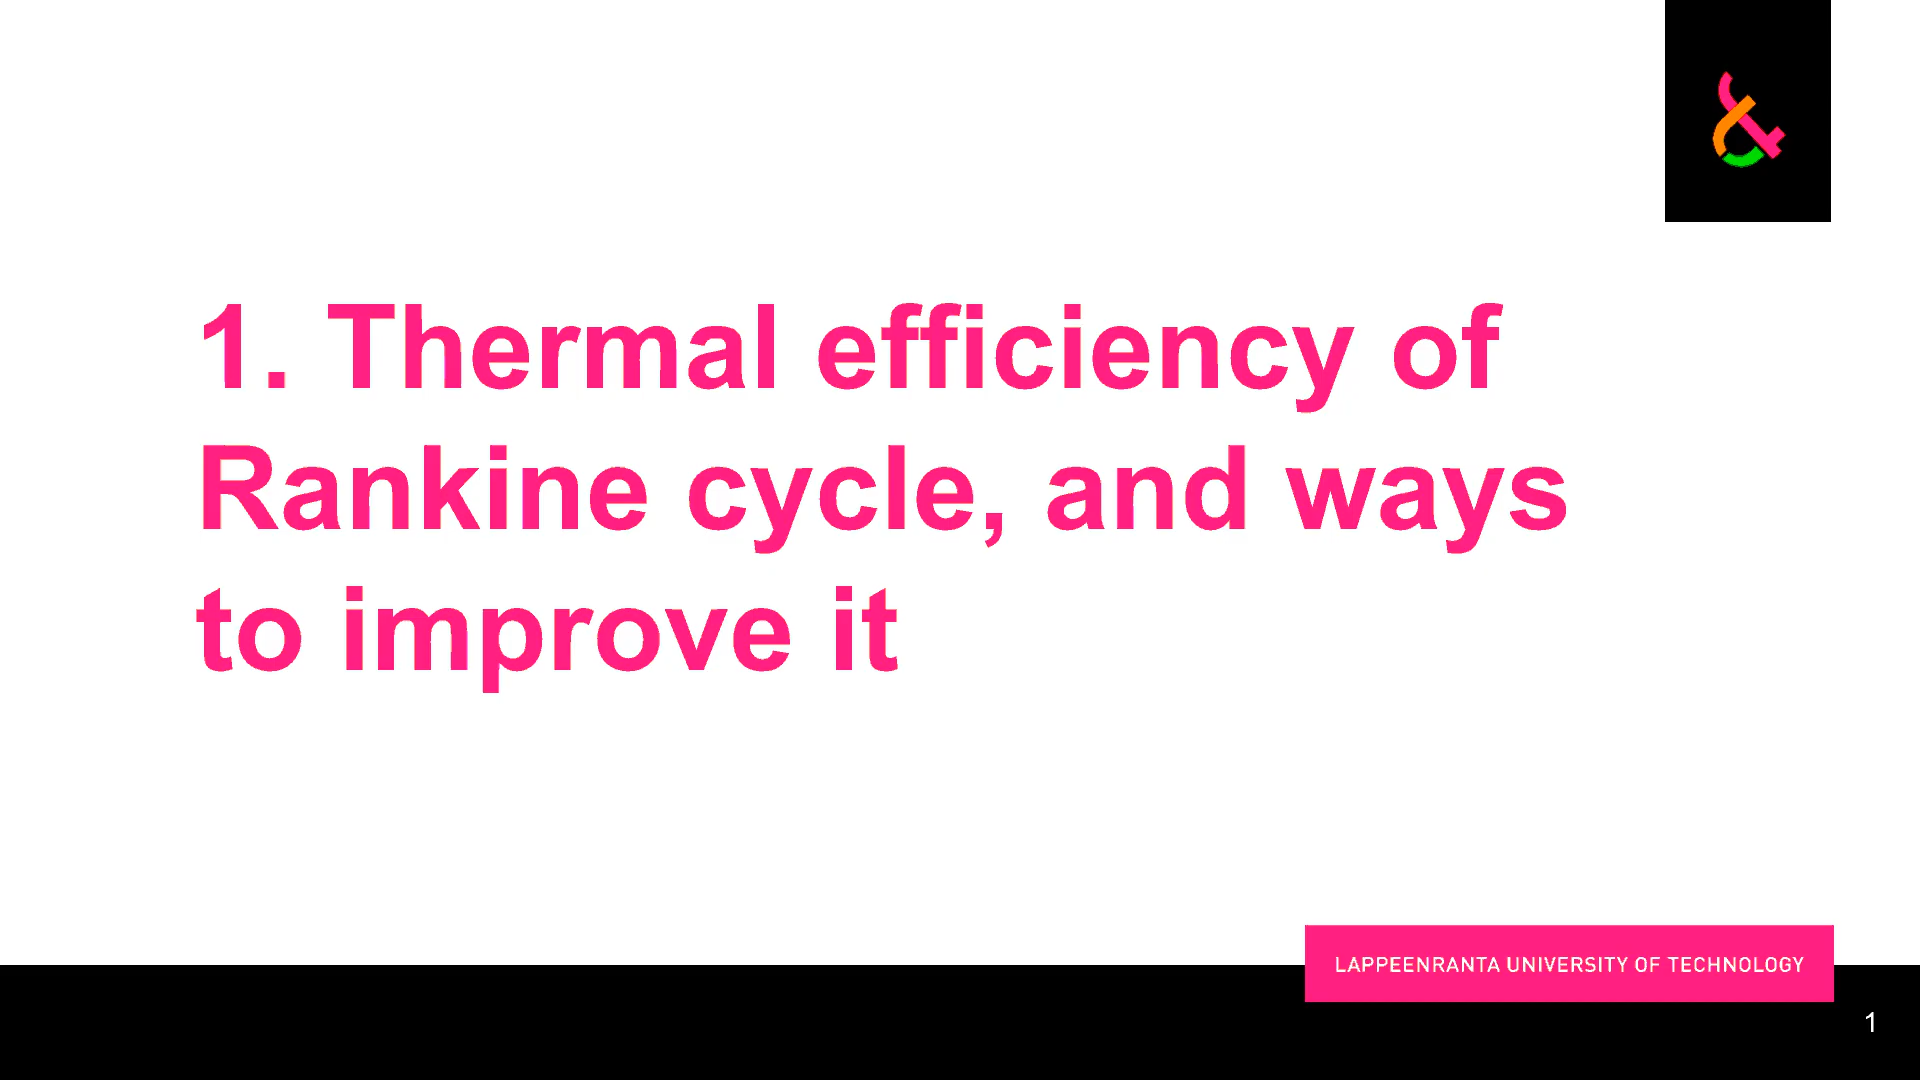 1. Thermal efficiency of
Rankine cycle, and ways
to improve it
LAPPEENRANTA UNIVERSITY OF TECHNOLOGY
1